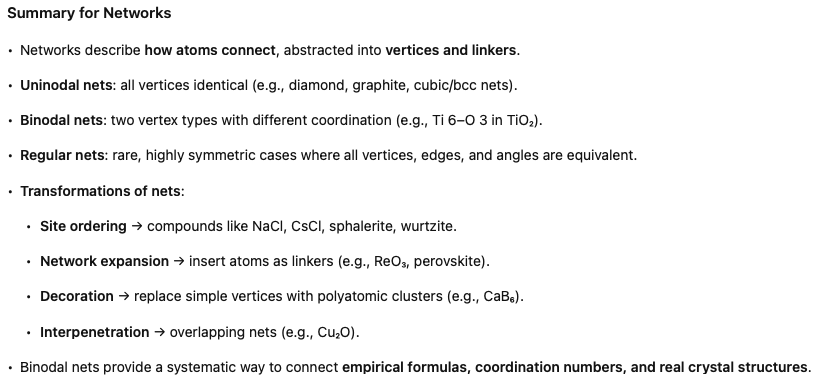 Summary for Networks
• Networks describe how atoms connect, abstracted into vertices and linkers.
• Uninodal nets: all vertices identical (e.g., diamond, graphite, cubic/bcc nets).
• Binodal nets: two vertex types with different coordination (e.g., Ti 6–O 3 in TiO₂).
• Regular nets: rare, highly symmetric cases where all vertices, edges, and angles are equivalent.
• Transformations of nets:
• Site ordering → compounds like NaCl, CsCl, sphalerite, wurtzite.
• Network expansion → insert atoms as linkers (e.g., ReO₃, perovskite).
• Decoration → replace simple vertices with polyatomic clusters (e.g., CaB₆).
• Interpenetration → overlapping nets (e.g., Cu₂O).
• Binodal nets provide a systematic way to connect empirical formulas, coordination numbers, and real crystal structures.